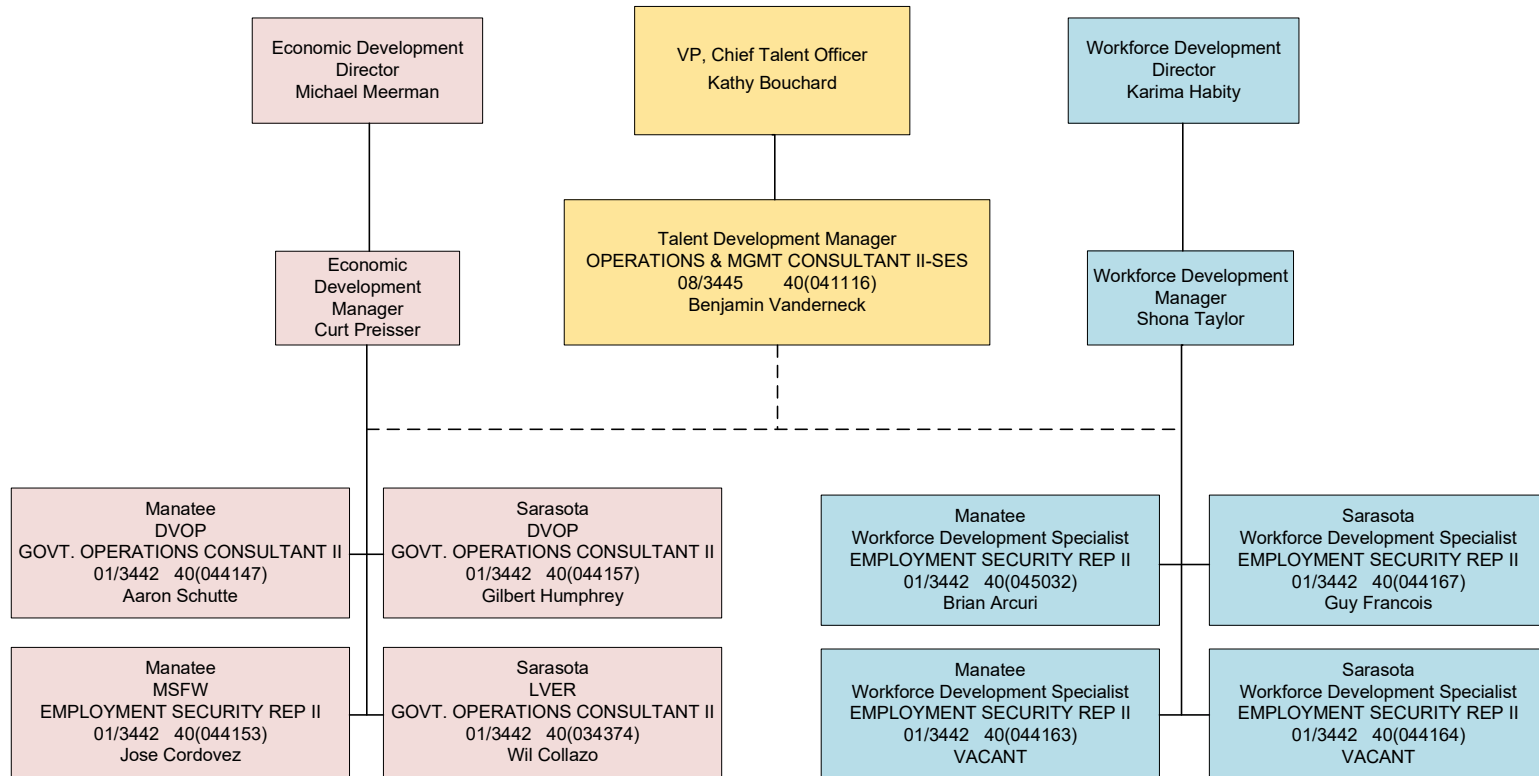 Economic Development
Director
Michael Meerman
VP, Chief Talent Officer
Kathy Bouchard
Workforce Development
Director
Karima Habity
Economic
Development
Manager
Curt Preisser
Talent Development Manager
OPERATIONS & MGMT CONSULTANT II-SES
08/3445 40(041116)
Benjamin Vanderneck
Workforce Development
Manager
Shona Taylor
Manatee
DVOP
GOVT. OPERATIONS CONSULTANT II
01/3442 40(044147)
Aaron Schutte
Sarasota
DVOP
GOVT. OPERATIONS CONSULTANT II
01/3442 40(044157)
Gilbert Humphrey
Manatee
Workforce Development Specialist
EMPLOYMENT SECURITY REP II
01/3442 40(045032)
Brian Arcuri
Sarasota
Workforce Development Specialist
EMPLOYMENT SECURITY REP II
01/3442 40(044167)
Guy Francois
Manatee
MSFW
EMPLOYMENT SECURITY REP II
01/3442 40(044153)
Jose Cordovez
Sarasota
LVER
GOVT. OPERATIONS CONSULTANT II
01/3442 40(034374)
Wil Collazo
Manatee
Workforce Development Specialist
EMPLOYMENT SECURITY REP II
01/3442 40(044163)
VACANT
Sarasota
Workforce Development Specialist
EMPLOYMENT SECURITY REP II
01/3442 40(044164)
VACANT